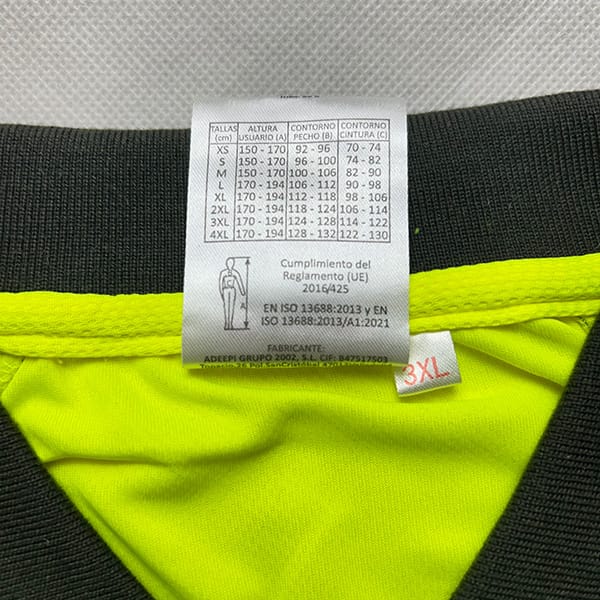 TALLAS (cm) ALTURA USUARIO (A) CONTORNO PECHO (B) CONTORNO CINTURA (C)
XS 150 - 170 92 - 96 70 - 74
S 150 - 170 96 - 100 74 - 82
M 150 - 170 100 - 106 82 - 90
L 170 - 194 106 - 112 90 - 98
XL 170 - 194 112 - 118 98 - 106
2XL 170 - 194 118 - 124 106 - 114
3XL 170 - 194 124 - 128 114 - 122
4XL 170 - 194 128 - 132 122 - 130
Cumplimiento del
Reglamento (UE)
2016/425
A
EN ISO 13688:2013 y EN
ISO 13688:2013/A1:2021
FABRICANTE:
ADEEPI GRUPO 2002, S.L. CIF: B47517503
3XL